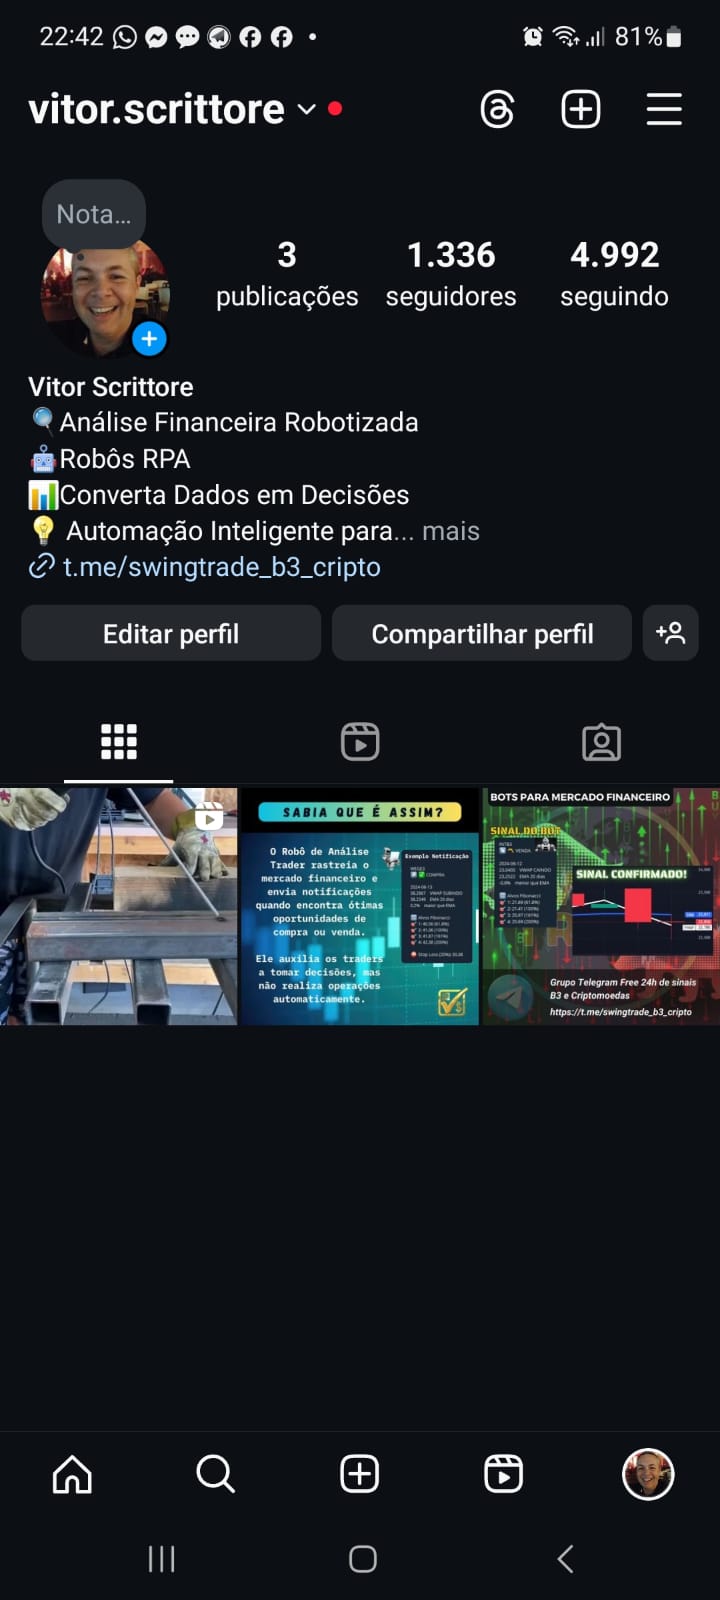 22:42
81%
vitor.scrittore
Nota...
3
publicações
1.336
seguidores
4.992
seguindo
Vitor Scrittore
Análise Financeira Robotizada
Robôs RPA
Converta Dados em Decisões
Automação Inteligente para... mais
t.me/swingtrade_b3_cripto
Editar perfil
Compartilhar perfil
SABIA QUE É ASSIM?
O Robô de Análise
Trader rastreia o
mercado financeiro e
envia notificações
quando encontra ótimas
oportunidades de
compra ou venda.
Ele auxilia os traders
a tomar decisões, mas
não realiza operações
automaticamente.
Exemplo Notificação
COMPRA
BOTS PARA MERCADO FINANCEIRO
SINAL DO BOT
VENDA
SINAL CONFIRMADO!
Grupo Telegram Free 24h de sinais
B3 e Criptomoedas
https://t.me/swingtrade_b3_cripto